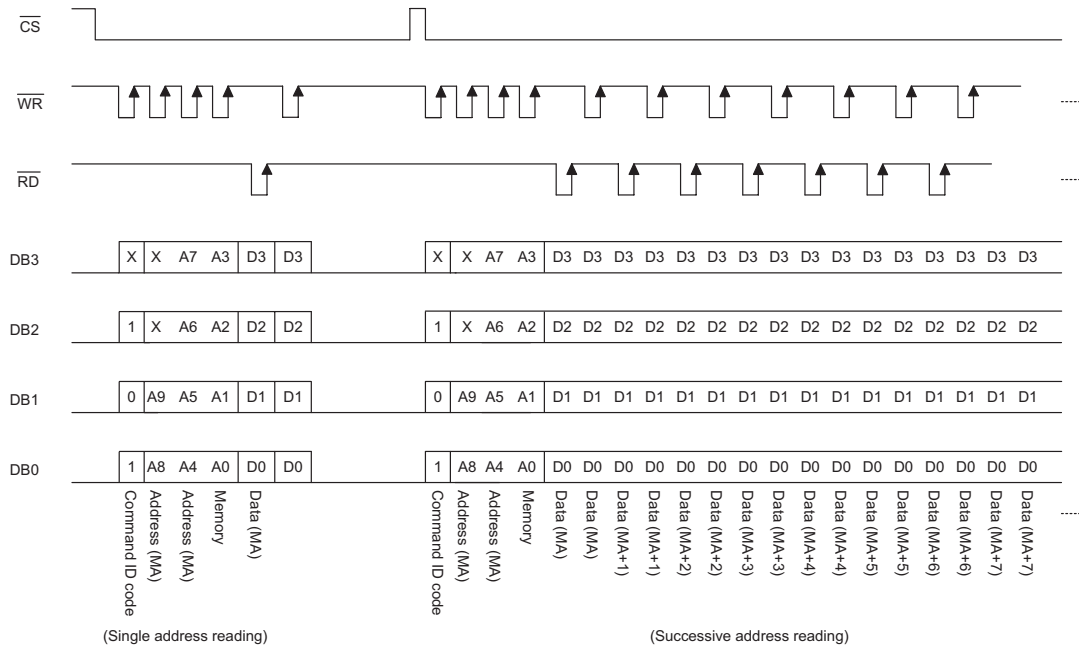 CS
WR
RD
DB3 X X A7 A3 D3 D3 X X A7 A3 D3 D3 D3 D3 D3 D3 D3 D3 D3 D3 D3 D3 D3 D3 D3 D3
DB2 1 X A6 A2 D2 D2 1 X A6 A2 D2 D2 D2 D2 D2 D2 D2 D2 D2 D2 D2 D2 D2 D2 D2 D2
DB1 0 A9 A5 A1 D1 D1 0 A9 A5 A1 D1 D1 D1 D1 D1 D1 D1 D1 D1 D1 D1 D1 D1 D1 D1 D1
DB0 1 A8 A4 A0 D0 D0 1 A8 A4 A0 D0 D0 D0 D0 D0 D0 D0 D0 D0 D0 D0 D0 D0 D0 D0 D0
Command ID code
Address (MA)
Address (MA)
Memory
Data (MA)
Command ID code
Address (MA)
Address (MA)
Memory
Data (MA)
Data (MA)
Data (MA+1)
Data (MA+1)
Data (MA+2)
Data (MA+2)
Data (MA+3)
Data (MA+3)
Data (MA+4)
Data (MA+4)
Data (MA+5)
Data (MA+5)
Data (MA+6)
Data (MA+6)
Data (MA+7)
Data (MA+7)
(Single address reading)
(Successive address reading)